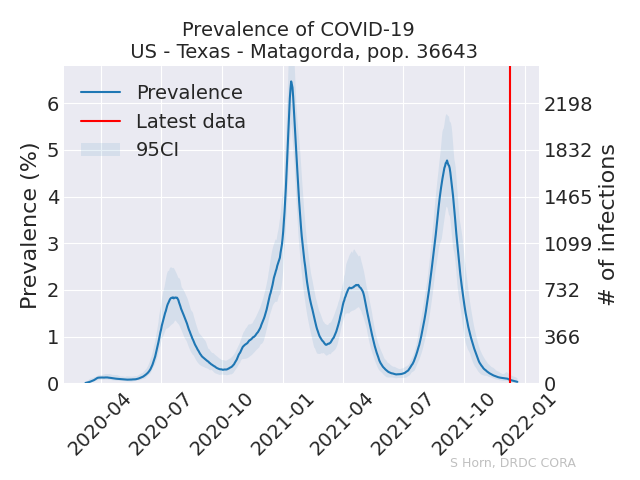 Prevalence of COVID-19
US - Texas - Matagorda, pop. 36643
Prevalence
Latest data
95CI
Prevalence (%)
6
5
4
3
2
1
0
2198
1832
1465
1099
732
366
0
# of infections
2020-04
2020-07
2020-10
2021-01
2021-04
2021-07
2021-10
2022-01
S Horn, DRDC CORA